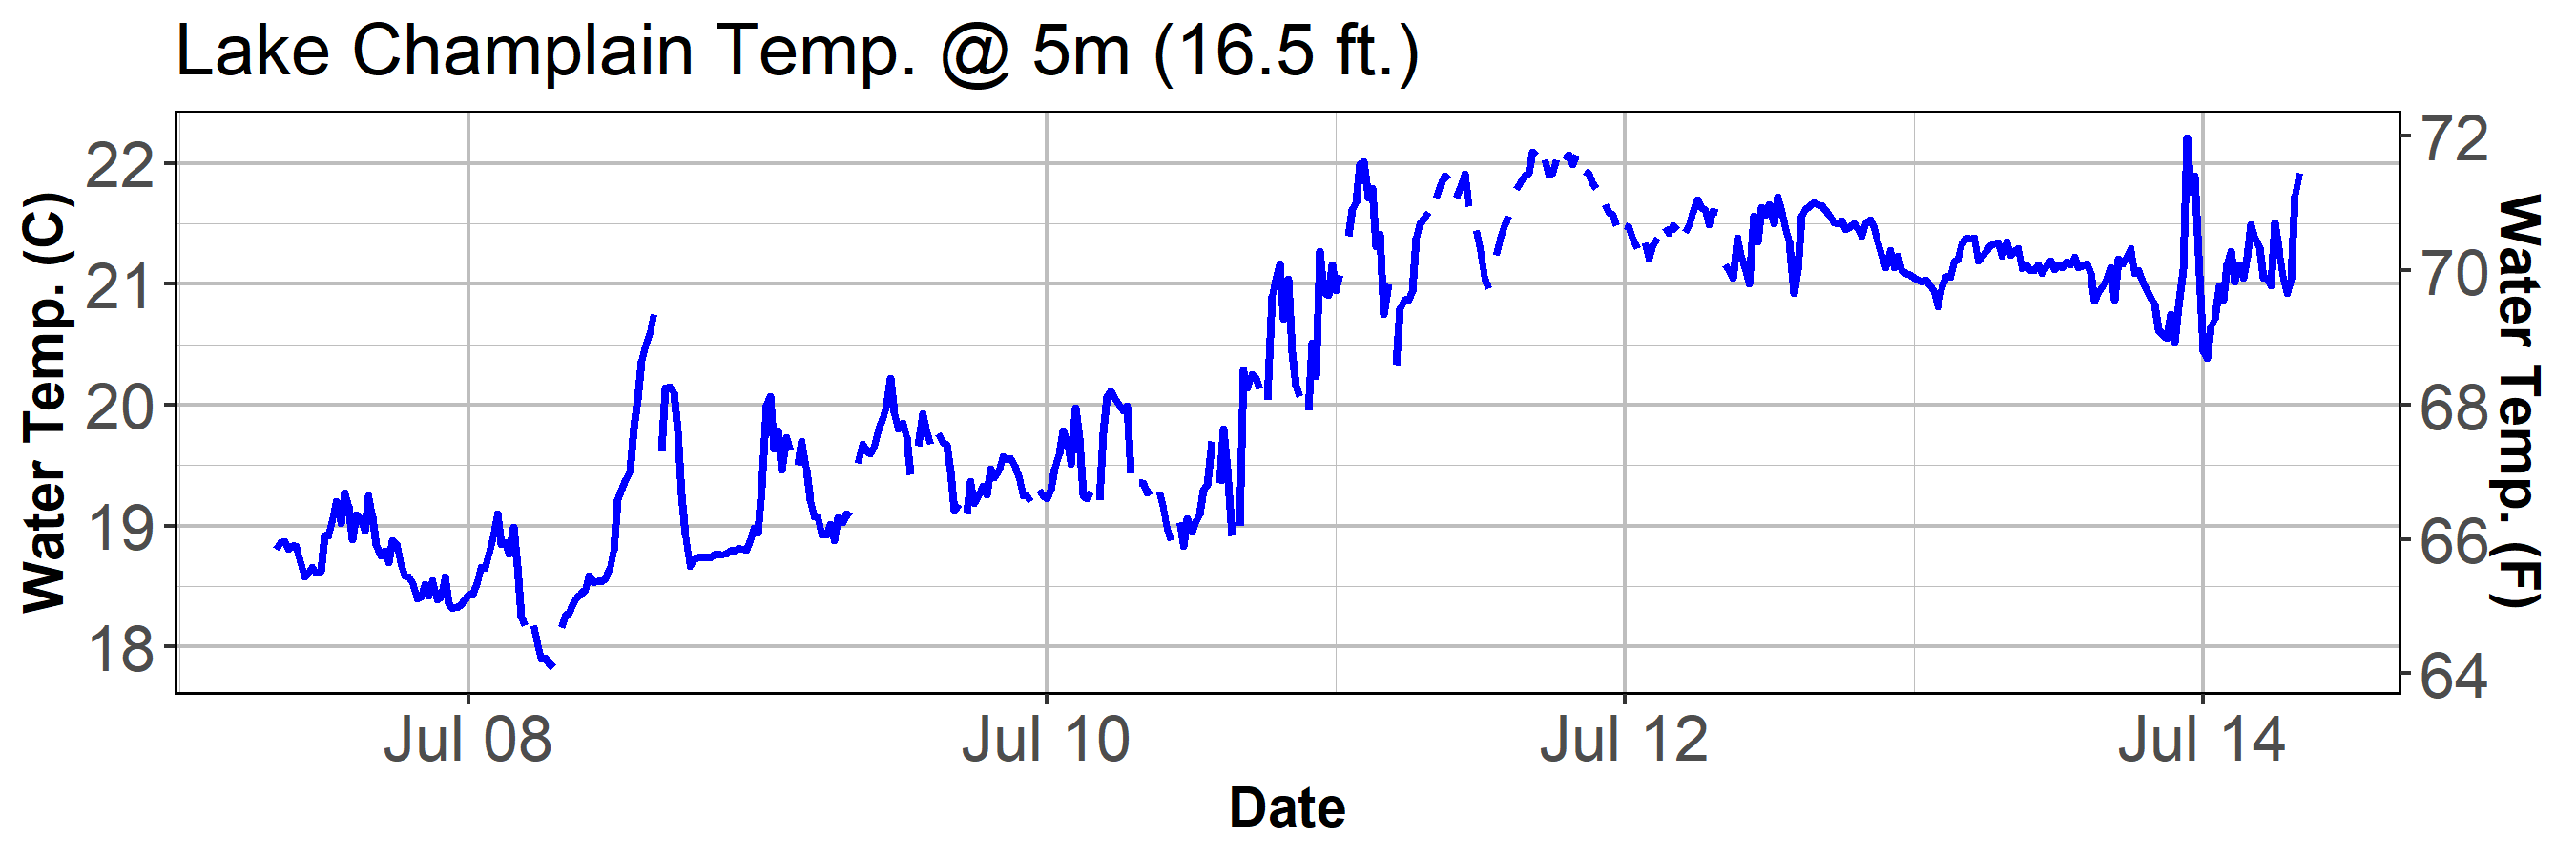 Lake Champlain Temp. @ 5m (16.5 ft.)
Water Temp. (C)
22
21
20
19
18
72
70
68
66
64
Water Temp. (F)
Jul 08
Jul 10
Jul 12
Jul 14
Date